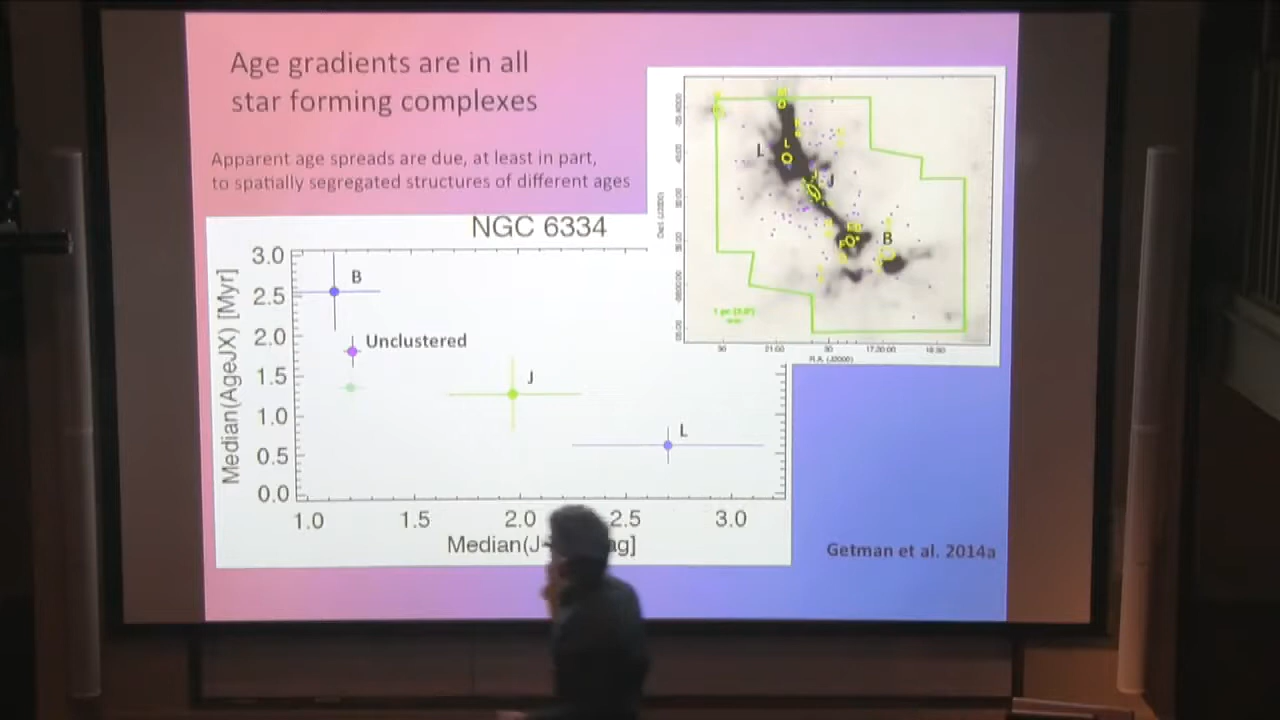 Age gradients are in all
star forming complexes
Apparent age spreads are due, at least in part,
to spatially segregated structures of different ages
NGC 6334
Median(AgeJX) [Myr]
3.0
2.5
2.0
1.5
1.0
0.5
0.0
B
Unclustered
J
L
1.0 1.5 2.0 2.5 3.0
Median(J- ag]
L
L
J
B
R.A. (J2000)
Getman et al. 2014a